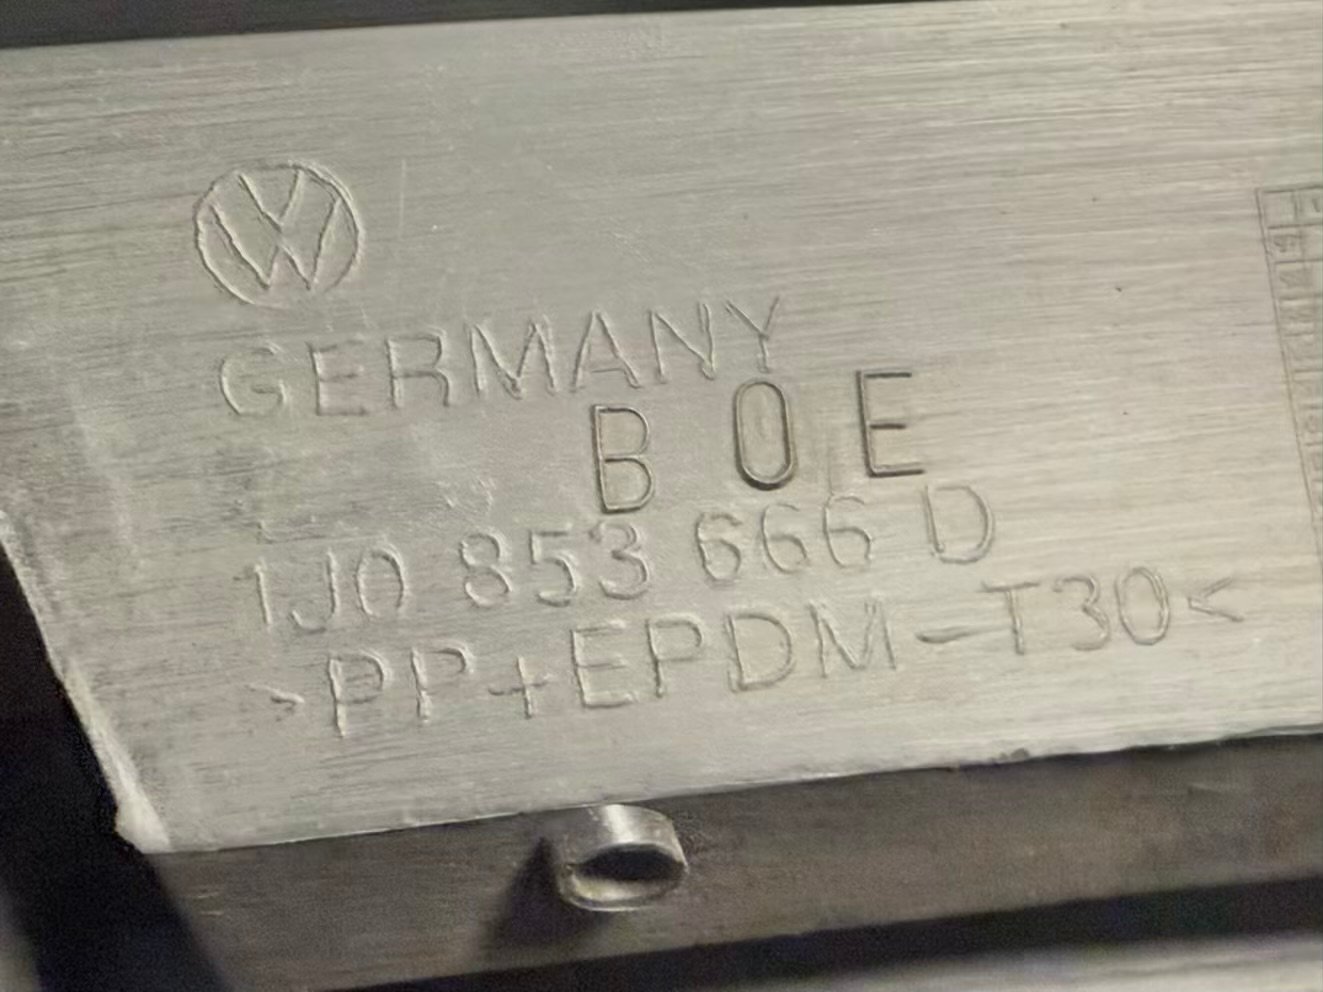 GERMANY
B 0 E
1J0 853 666 D
>PP+EPDM-T30<